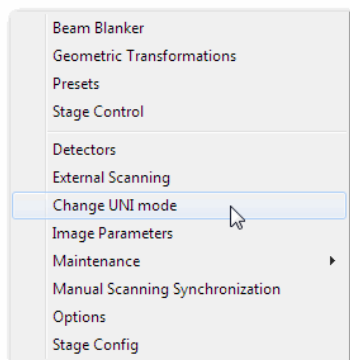 Beam Blanker
Geometric Transformations
Presets
Stage Control
Detectors
External Scanning
Change UNI mode
Image Parameters
Maintenance
Manual Scanning Synchronization
Options
Stage Config